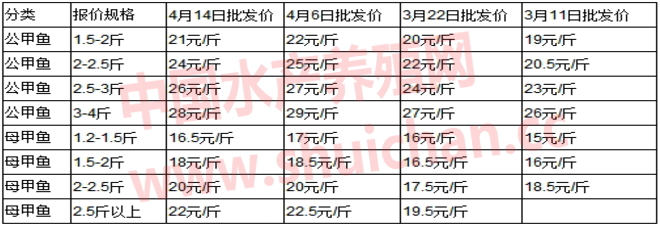 分类 报价规格 4月14日批发价 4月6日批发价 3月22日批发价 3月11日批发价
公甲鱼 1.5-2斤 21元/斤 22元/斤 20元/斤 19元/斤
公甲鱼 2-2.5斤 24元/斤 25元/斤 22元/斤 20.5元/斤
公甲鱼 2.5-3斤 26元/斤 27元/斤 24元/斤 23元/斤
公甲鱼 3-4斤 28元/斤 29元/斤 27元/斤 26元/斤
母甲鱼 1.2-1.5斤 16.5元/斤 17元/斤 16元/斤 15元/斤
母甲鱼 1.5-2斤 18元/斤 18.5元/斤 16.5元/斤 16元/斤
母甲鱼 2-2.5斤 20元/斤 20元/斤 17.5元/斤 18.5元/斤
母甲鱼 2.5斤以上 22元/斤 22.5元/斤 19.5元/斤
中国水产养殖网
www.shuichan.cc